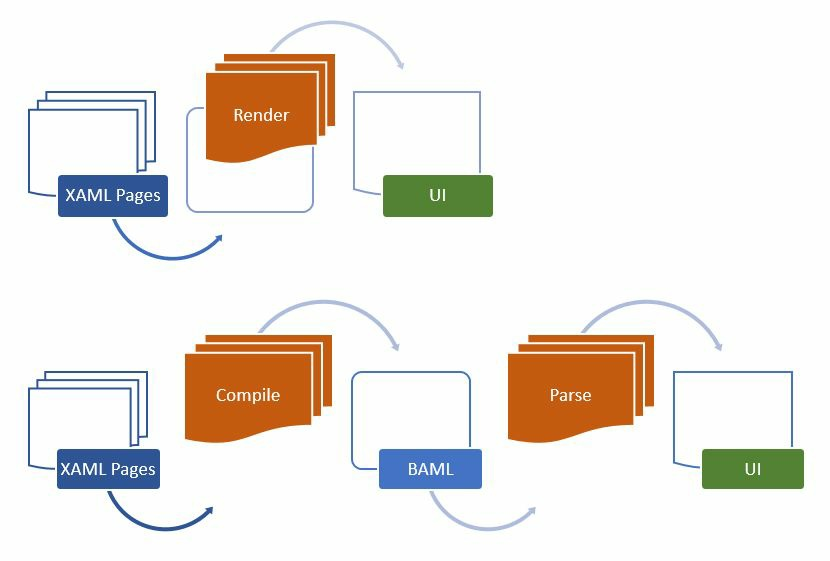 Render
XAML Pages
UI
Compile
Parse
XAML Pages
BAML
UI